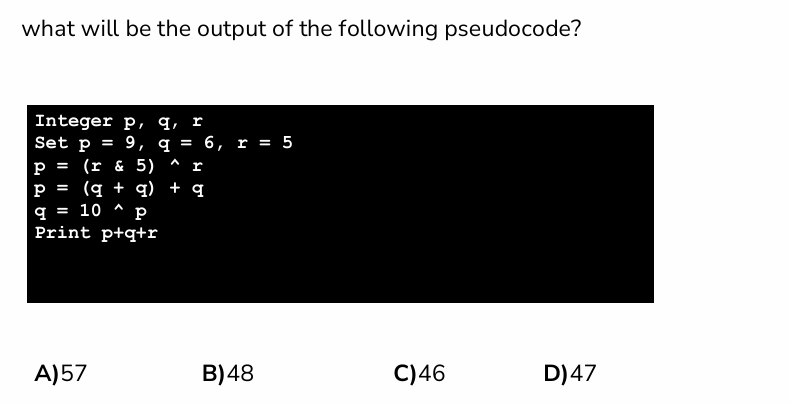 what will be the output of the following pseudocode?
Integer p, q, r
Set p = 9, q = 6, r = 5
p = (r & 5) ^ r
p = (q + q) + q
q = 10 ^ p
Print p+q+r
A)57 B)48 C)46 D)47